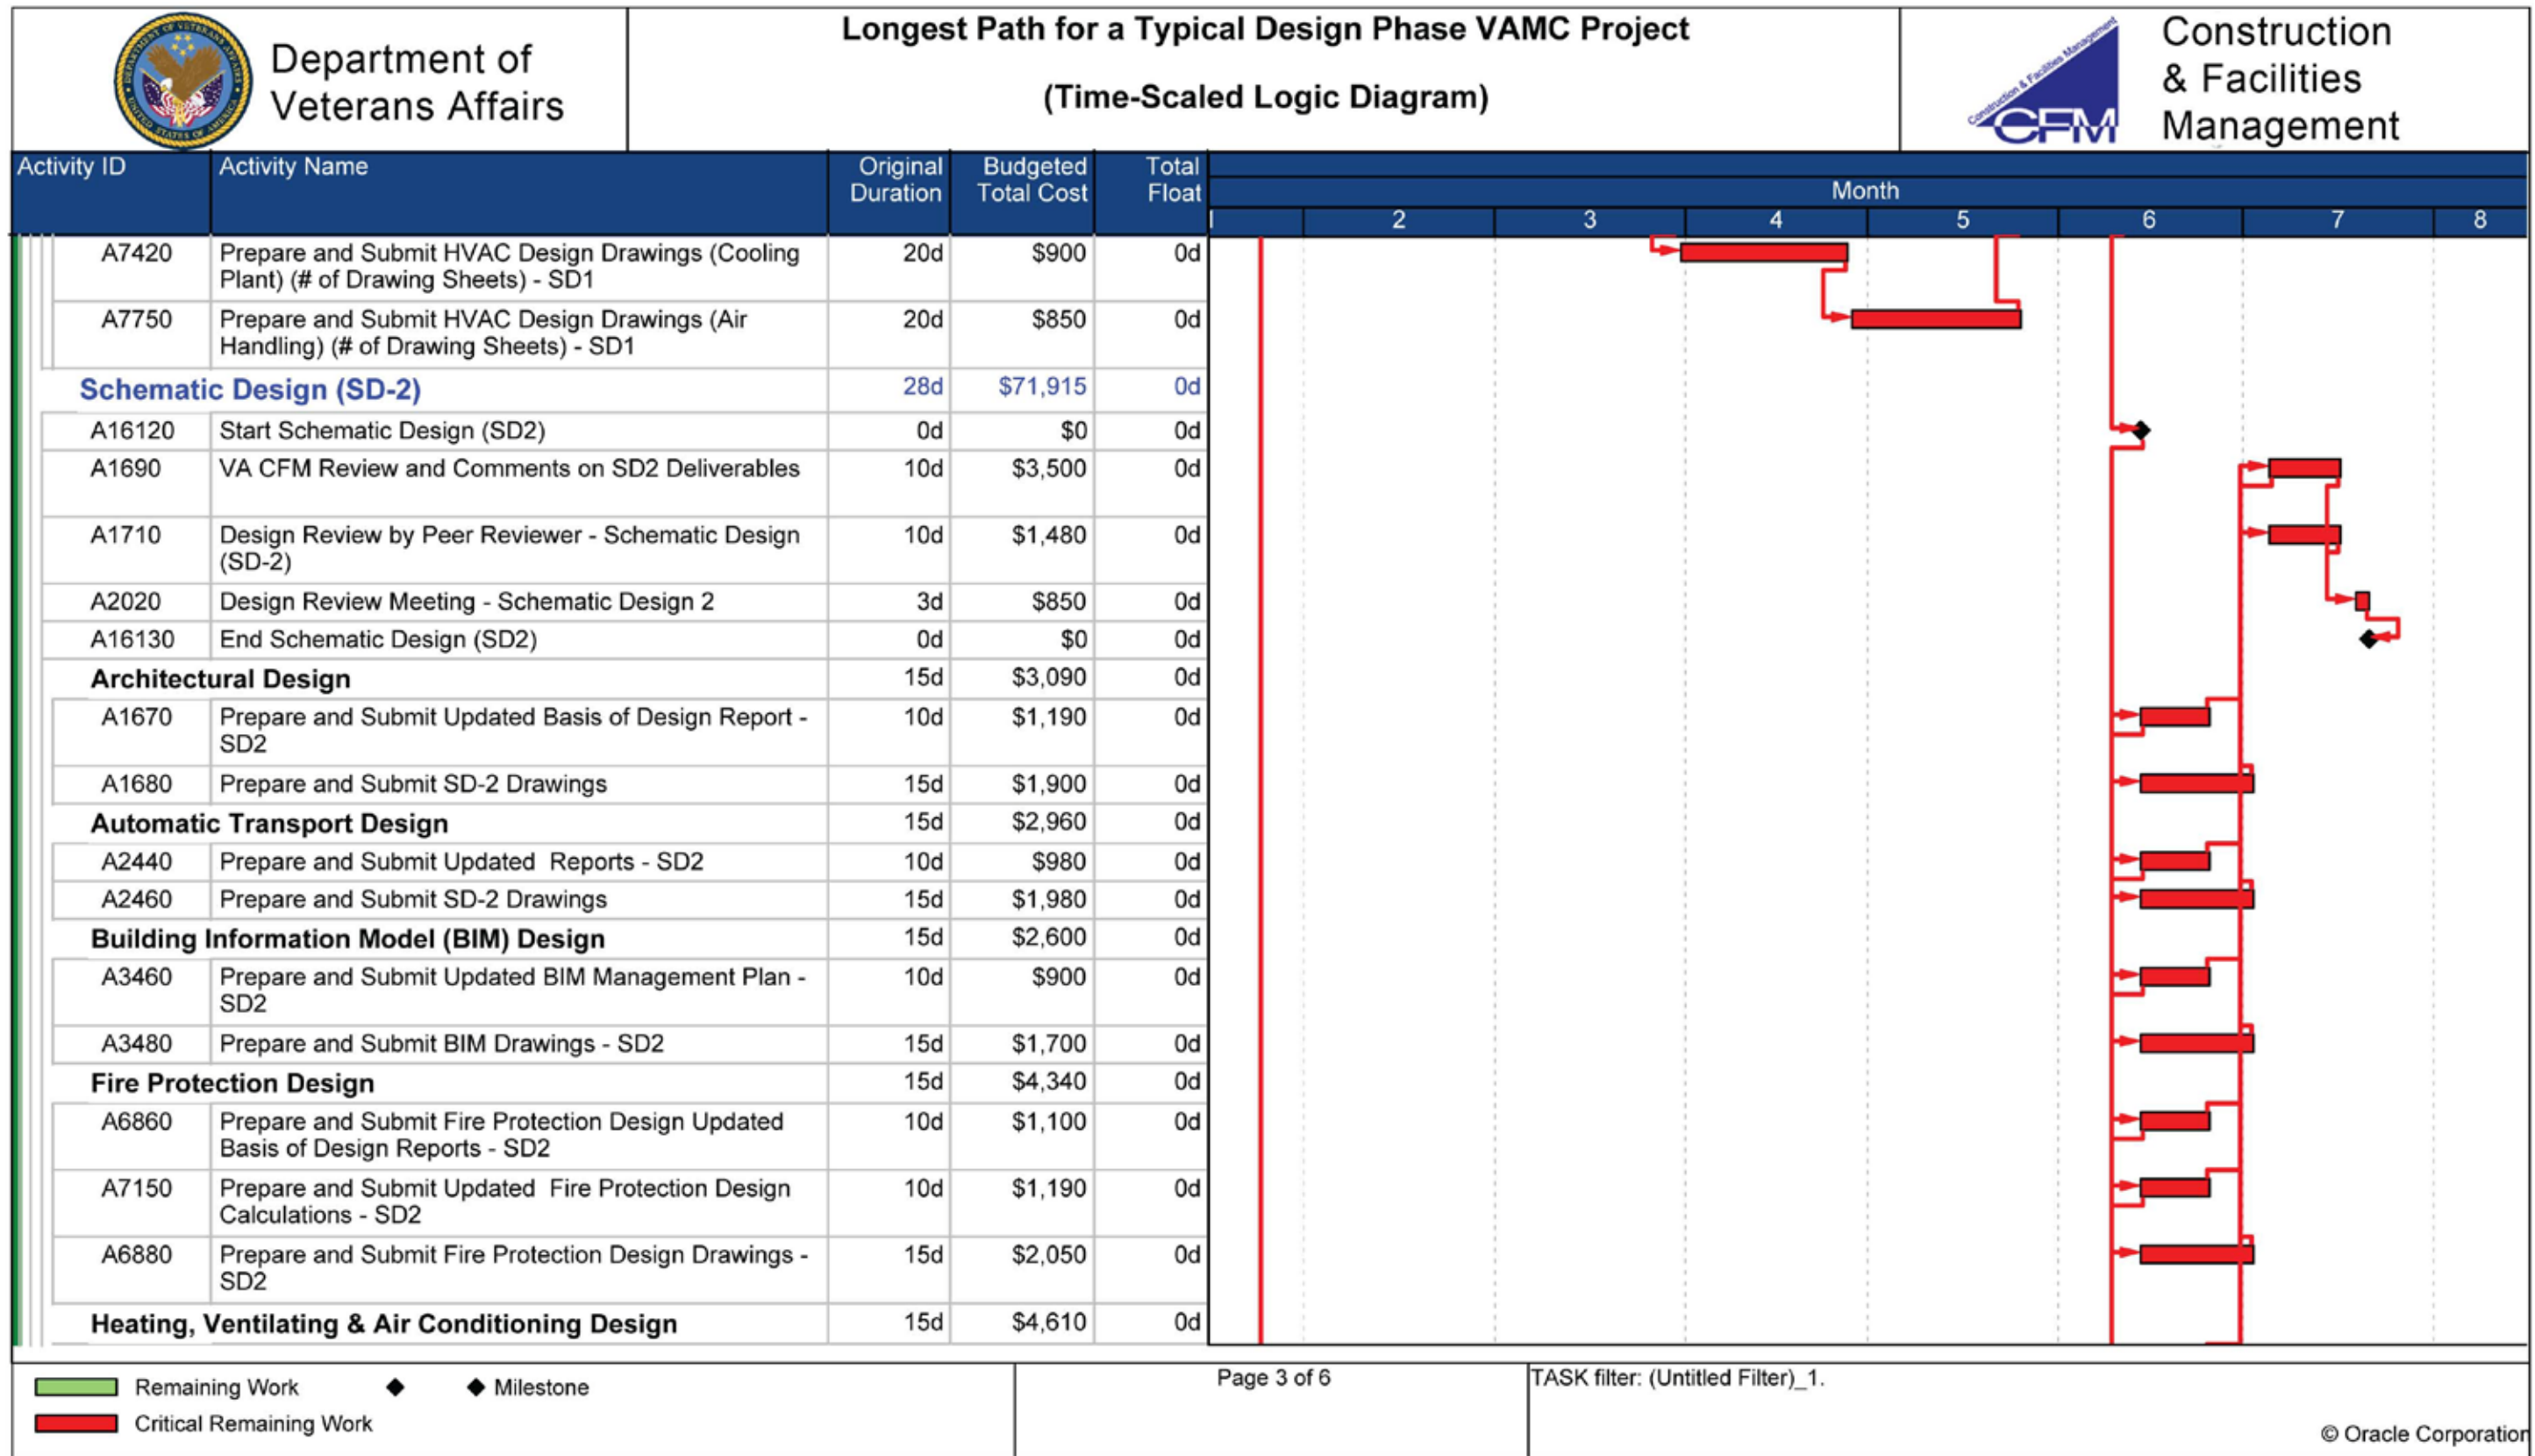 Department of
Veterans Affairs
Longest Path for a Typical Design Phase VAMC Project
(Time-Scaled Logic Diagram)
Construction & Facilities Management
CFM
Construction
& Facilities
Management
Activity ID Activity Name Original Duration Budgeted Total Cost Total Float
Month
2 3 4 5 6 7 8
A7420 Prepare and Submit HVAC Design Drawings (Cooling 20d $900 0d
Plant) (# of Drawing Sheets) - SD1
A7750 Prepare and Submit HVAC Design Drawings (Air 20d $850 0d
Handling) (# of Drawing Sheets) - SD1
Schematic Design (SD-2) 28d $71,915 0d
A16120 Start Schematic Design (SD2) 0d $0 0d
A1690 VA CFM Review and Comments on SD2 Deliverables 10d $3,500 0d
A1710 Design Review by Peer Reviewer - Schematic Design 10d $1,480 0d
(SD-2)
A2020 Design Review Meeting - Schematic Design 2 3d $850 0d
A16130 End Schematic Design (SD2) 0d $0 0d
Architectural Design 15d $3,090 0d
A1670 Prepare and Submit Updated Basis of Design Report - 10d $1,190 0d
SD2
A1680 Prepare and Submit SD-2 Drawings 15d $1,900 0d
Automatic Transport Design 15d $2,960 0d
A2440 Prepare and Submit Updated Reports - SD2 10d $980 0d
A2460 Prepare and Submit SD-2 Drawings 15d $1,980 0d
Building Information Model (BIM) Design 15d $2,600 0d
A3460 Prepare and Submit Updated BIM Management Plan - 10d $900 0d
SD2
A3480 Prepare and Submit BIM Drawings - SD2 15d $1,700 0d
Fire Protection Design 15d $4,340 0d
A6860 Prepare and Submit Fire Protection Design Updated 10d $1,100 0d
Basis of Design Reports - SD2
A7150 Prepare and Submit Updated Fire Protection Design 10d $1,190 0d
Calculations - SD2
A6880 Prepare and Submit Fire Protection Design Drawings - 15d $2,050 0d
SD2
Heating, Ventilating & Air Conditioning Design 15d $4,610 0d
Remaining Work
Milestone
Critical Remaining Work
Page 3 of 6
TASK filter: (Untitled Filter)_1.
© Oracle Corporation